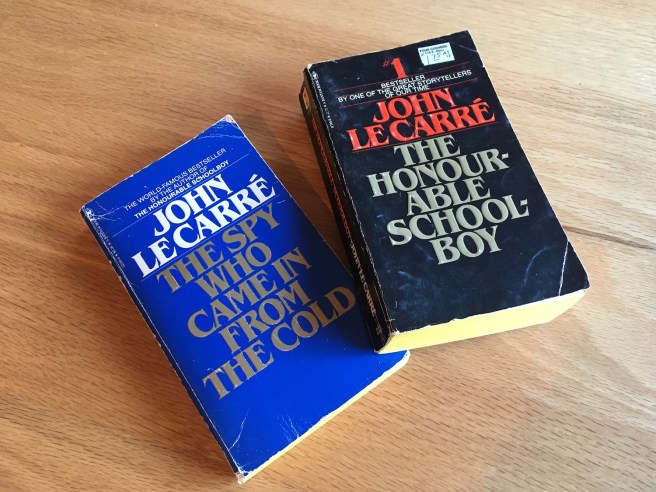 THE WORLD-FAMOUS BESTSELLER
BY THE AUTHOR OF
THE HONOURABLE SCHOOLBOY
JOHN
LE CARRÉ
THE SPY
WHO
CAME IN
FROM
THE COLD
#1
BESTSELLER
BY ONE OF THE GREAT STORYTELLERS
OF OUR TIME
JOHN
LE CARRÉ
THE
HONOUR-
ABLE
SCHOOL-
BOY